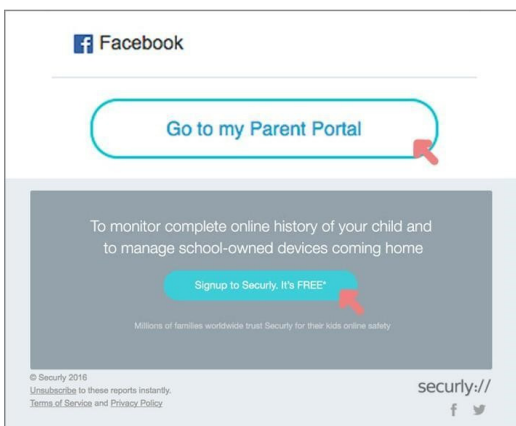 Facebook
Go to my Parent Portal
To monitor complete online history of your child and
to manage school-owned devices coming home
Signup to Securly. It's FREE*
Millions of families worldwide trust Securly for their kids online safety
© Securly 2016
Unsubscribe to these reports instantly.
Terms of Service and Privacy Policy
securly://